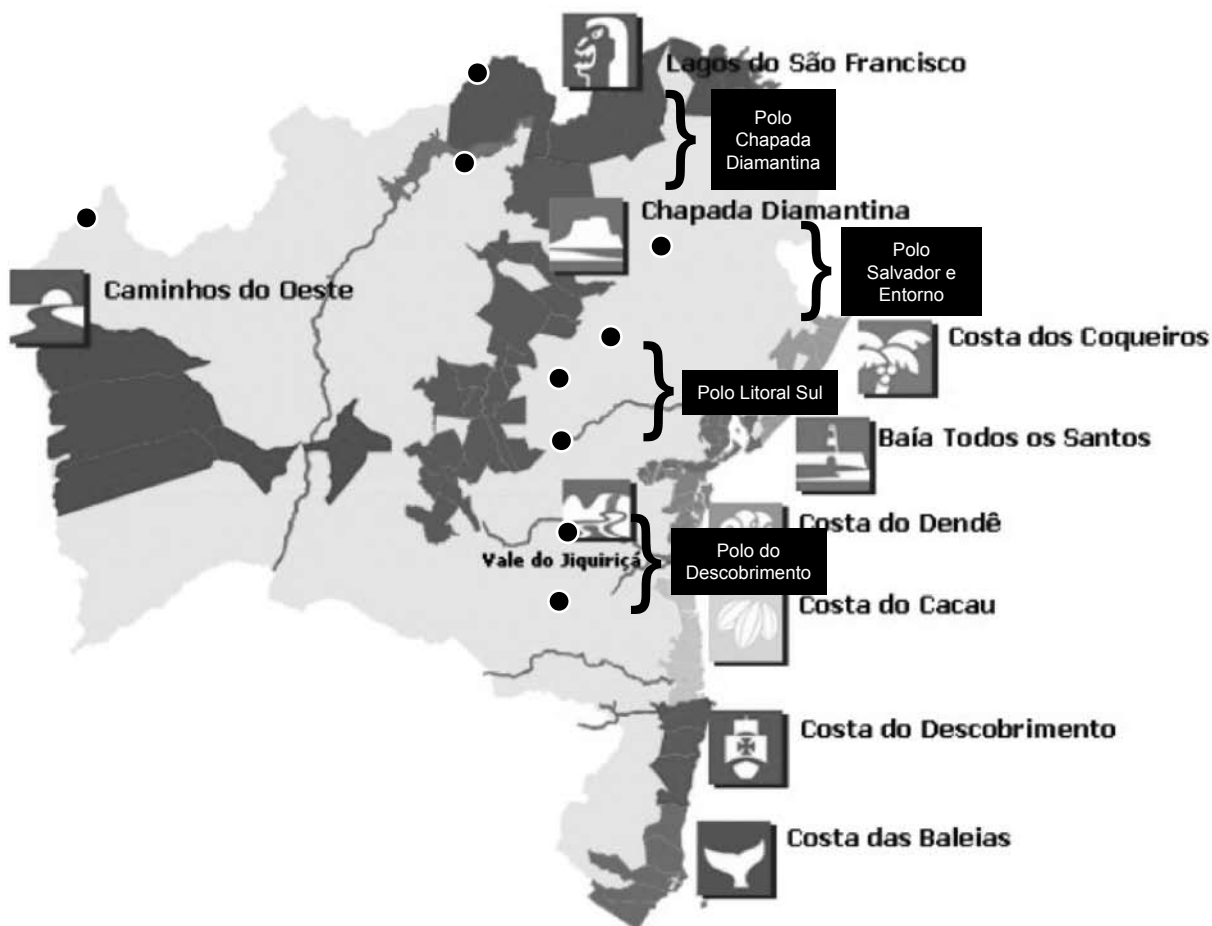 Lagos do São Francisco
Polo
Chapada
Diamantina
Chapada Diamantina
Polo
Salvador e
Entorno
Caminhos do Oeste
Costa dos Coqueiros
Polo Litoral Sul
Baía Todos os Santos
Costa do Dendê
Vale do Jiquiriçá
Polo do
Descobrimento
Costa do Cacau
Costa do Descobrimento
Costa das Baleias